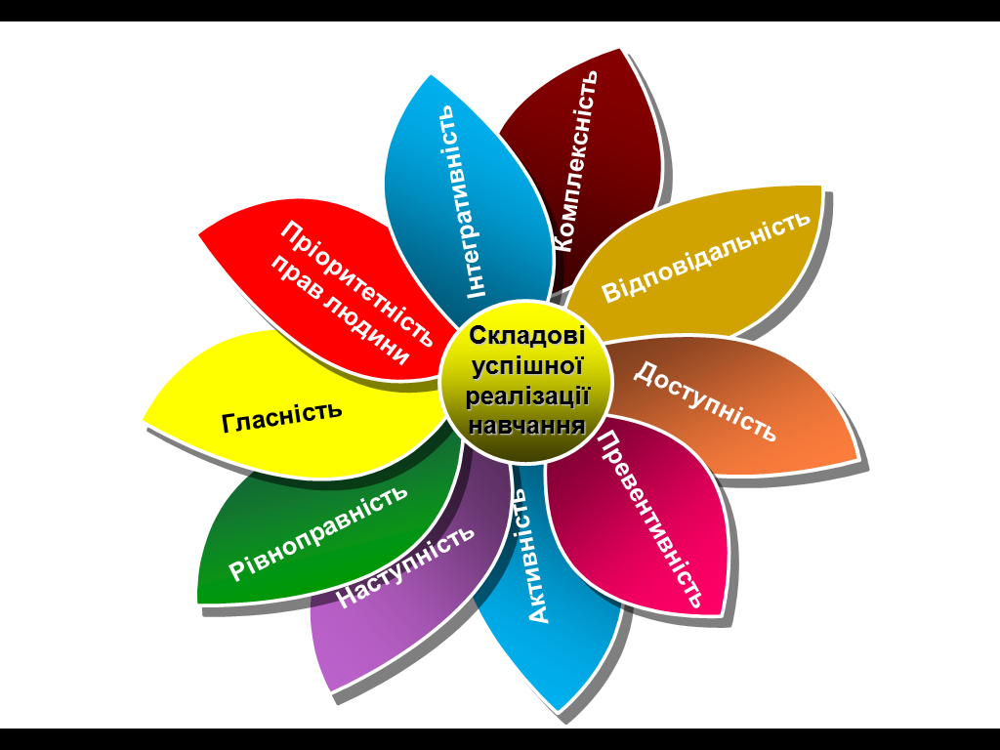 Складові
успішної
реалізації
навчання
Інтегративність
Комплексність
Відповідальність
Доступність
Превентивність
Активність
Наступність
Рівноправність
Гласність
Пріоритетність
прав людини